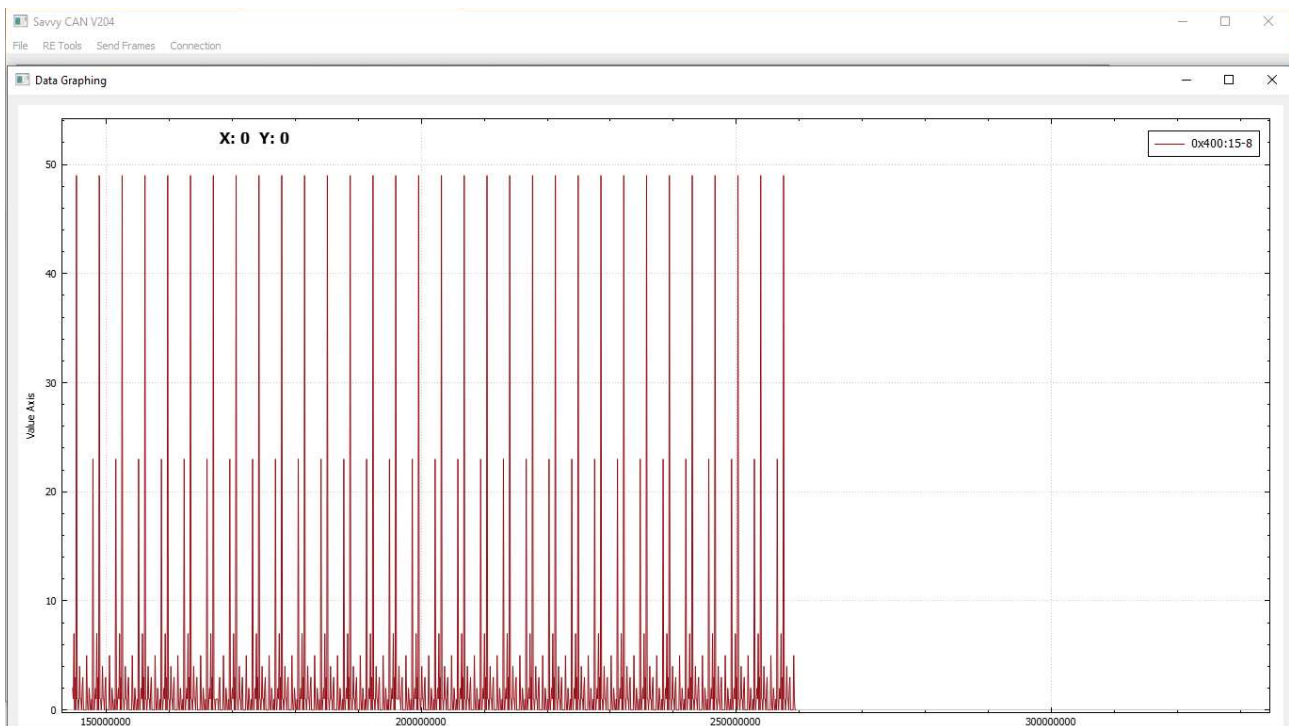 Savvy CAN V204
File RE Tools Send Frames Connection
Data Graphing
X: 0 Y: 0
0x400:15-8
50
40
30
20
10
0
Value Axis
150000000 200000000 250000000 300000000